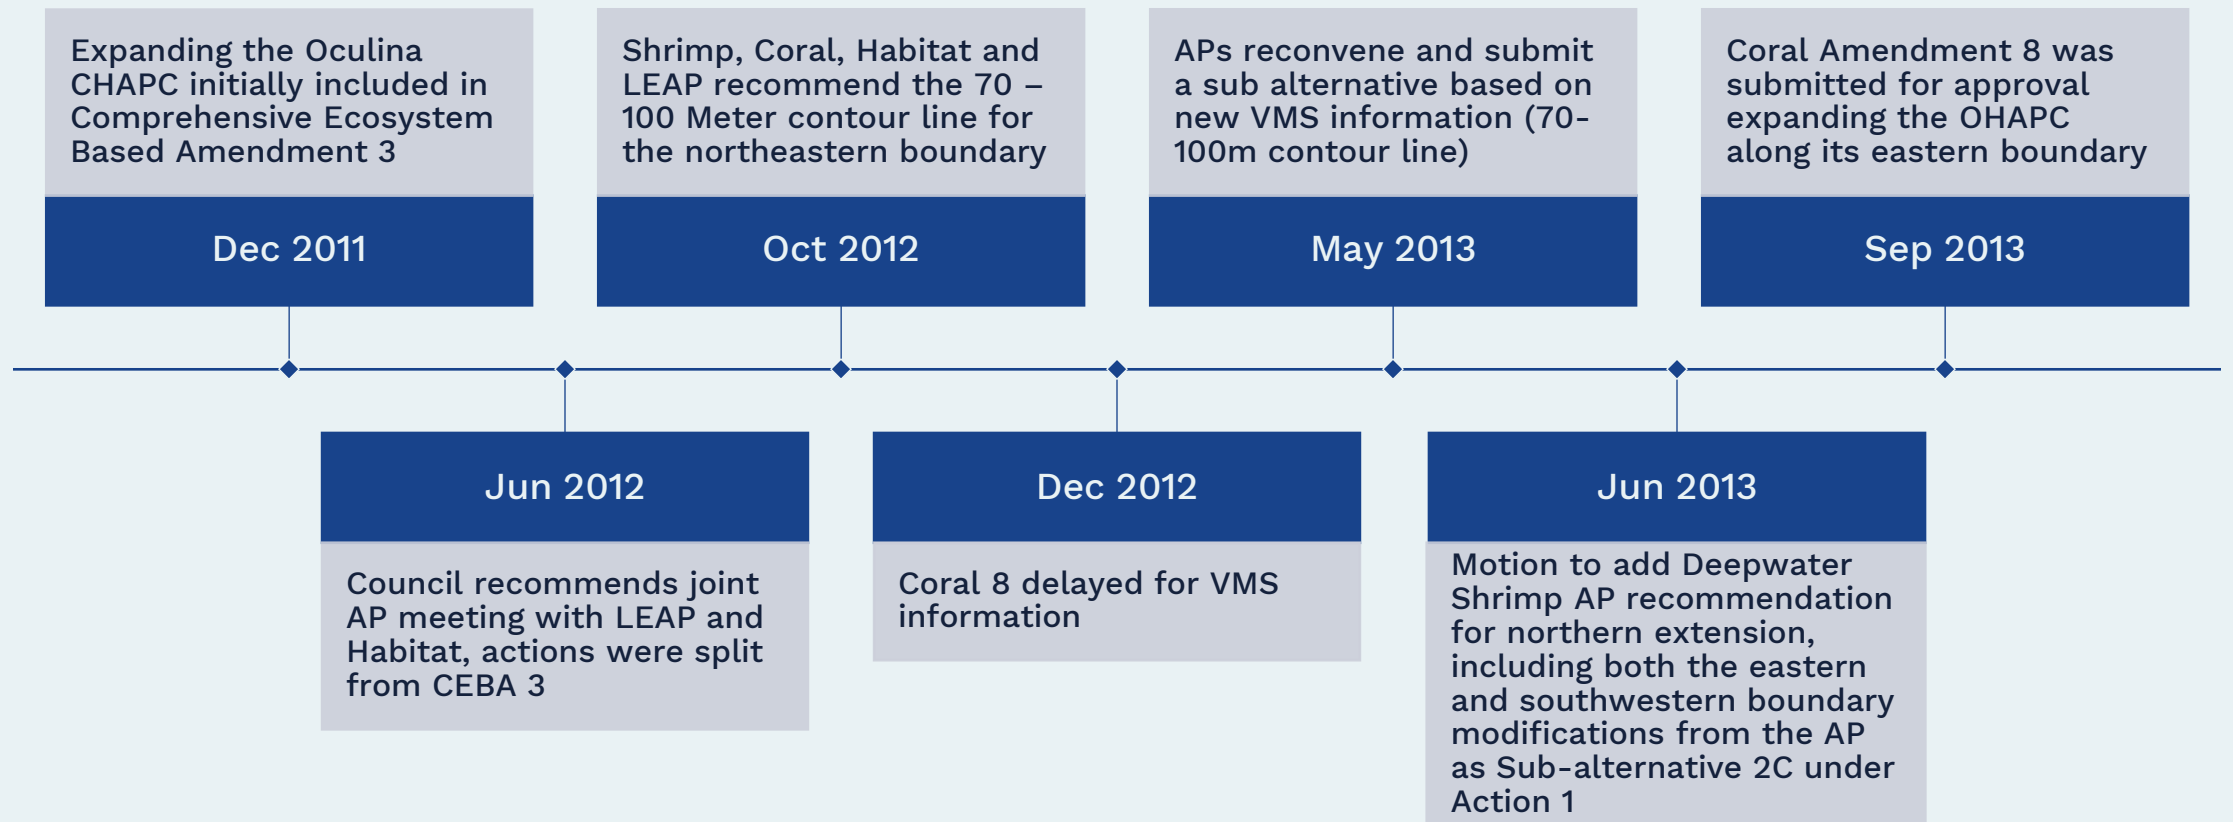 Expanding the Oculina
CHAPC initially included in
Comprehensive Ecosystem
Based Amendment 3
Dec 2011
Shrimp, Coral, Habitat and
LEAP recommend the 70 –
100 Meter contour line for
the northeastern boundary
Oct 2012
APs reconvene and submit
a sub alternative based on
new VMS information (70-
100m contour line)
May 2013
Coral Amendment 8 was
submitted for approval
expanding the OHAPC
along its eastern boundary
Sep 2013
Jun 2012
Council recommends joint
AP meeting with LEAP and
Habitat, actions were split
from CEBA 3
Dec 2012
Coral 8 delayed for VMS
information
Jun 2013
Motion to add Deepwater
Shrimp AP recommendation
for northern extension,
including both the eastern
and southwestern boundary
modifications from the AP
as Sub-alternative 2C under
Action 1